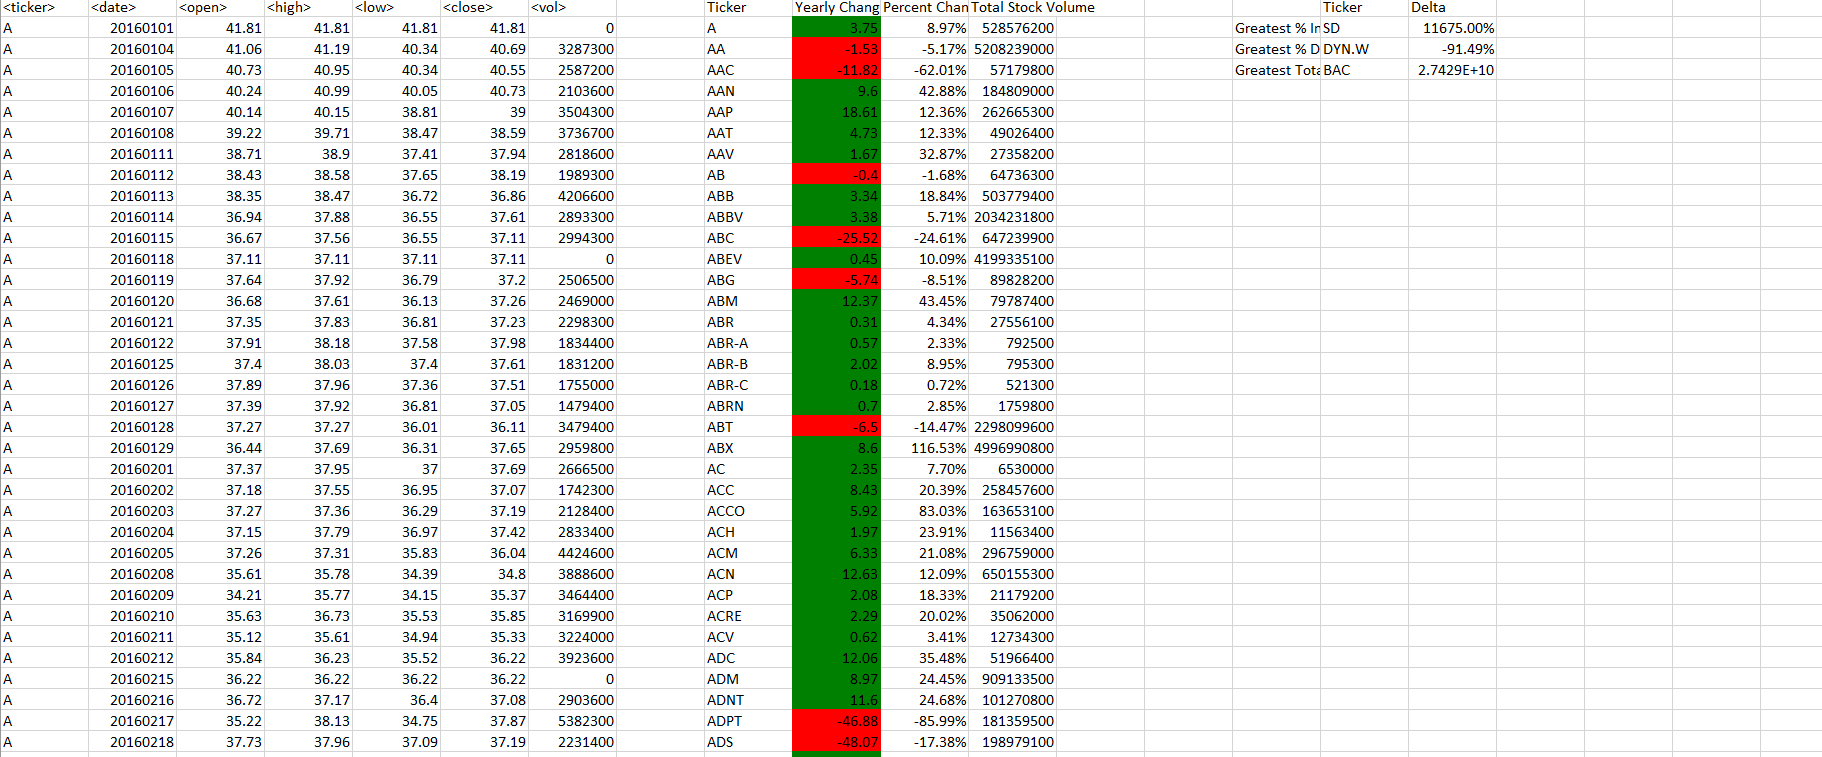 <ticker> <date> <open> <high> <low> <close> <vol> Ticker Yearly Chang Percent Chan Total Stock Volume Ticker Delta
A 20160101 41.81 41.81 41.81 41.81 0 A 3.75 8.97% 528576200 Greatest % In SD 11675.00%
A 20160104 41.06 41.19 40.34 40.69 3287300 AA -1.53 -5.17% 5208239000 Greatest % D DYN.W -91.49%
A 20160105 40.73 40.95 40.34 40.55 2587200 AAC -11.82 -62.01% 57179800 Greatest Tota BAC 2.7429E+10
A 20160106 40.24 40.99 40.05 40.73 2103600 AAN 9.6 42.88% 184809000
A 20160107 40.14 40.15 38.81 39 3504300 AAP 18.61 12.36% 262665300
A 20160108 39.22 39.71 38.47 38.59 3736700 AAT 4.73 12.33% 49026400
A 20160111 38.71 38.9 37.41 37.94 2818600 AAV 1.67 32.87% 27358200
A 20160112 38.43 38.58 37.65 38.19 1989300 AB -0.4 -1.68% 64736300
A 20160113 38.35 38.47 36.72 36.86 4206600 ABB 3.34 18.84% 503779400
A 20160114 36.94 37.88 36.55 37.61 2893300 ABBV 3.38 5.71% 2034231800
A 20160115 36.67 37.56 36.55 37.11 2994300 ABC -25.52 -24.61% 647239900
A 20160118 37.11 37.11 37.11 37.11 0 ABEV 0.45 10.09% 4199335100
A 20160119 37.64 37.92 36.79 37.2 2506500 ABG -5.74 -8.51% 89828200
A 20160120 36.68 37.61 36.13 37.26 2469000 ABM 12.37 43.45% 79787400
A 20160121 37.35 37.83 36.81 37.23 2298300 ABR 0.31 4.34% 27556100
A 20160122 37.91 38.18 37.58 37.98 1834400 ABR-A 0.57 2.33% 792500
A 20160125 37.4 38.03 37.4 37.61 1831200 ABR-B 2.02 8.95% 795300
A 20160126 37.89 37.96 37.36 37.51 1755000 ABR-C 0.18 0.72% 521300
A 20160127 37.39 37.92 36.81 37.05 1479400 ABRN 0.7 2.85% 1759800
A 20160128 37.27 37.27 36.01 36.11 3479400 ABT -6.5 -14.47% 2298099600
A 20160129 36.44 37.69 36.31 37.65 2959800 ABX 8.6 116.53% 4996990800
A 20160201 37.37 37.95 37 37.69 2666500 AC 2.35 7.70% 6530000
A 20160202 37.18 37.55 36.95 37.07 1742300 ACC 8.43 20.39% 258457600
A 20160203 37.27 37.36 36.29 37.19 2128400 ACCO 5.92 83.03% 163653100
A 20160204 37.15 37.79 36.97 37.42 2833400 ACH 1.97 23.91% 11563400
A 20160205 37.26 37.31 35.83 36.04 4424600 ACM 6.33 21.08% 296759000
A 20160208 35.61 35.78 34.39 34.8 3888600 ACN 12.63 12.09% 650155300
A 20160209 34.21 35.77 34.15 35.37 3464400 ACP 2.08 18.33% 21179200
A 20160210 35.63 36.73 35.53 35.85 3169900 ACRE 2.29 20.02% 35062000
A 20160211 35.12 35.61 34.94 35.33 3224000 ACV 0.62 3.41% 12734300
A 20160212 35.84 36.23 35.52 36.22 3923600 ADC 12.06 35.48% 51966400
A 20160215 36.22 36.22 36.22 36.22 0 ADM 8.97 24.45% 909133500
A 20160216 36.72 37.17 36.4 37.08 2903600 ADNT 11.6 24.68% 101270800
A 20160217 35.22 38.13 34.75 37.87 5382300 ADPT -46.88 -85.99% 181359500
A 20160218 37.73 37.96 37.09 37.19 2231400 ADS -48.07 -17.38% 198979100